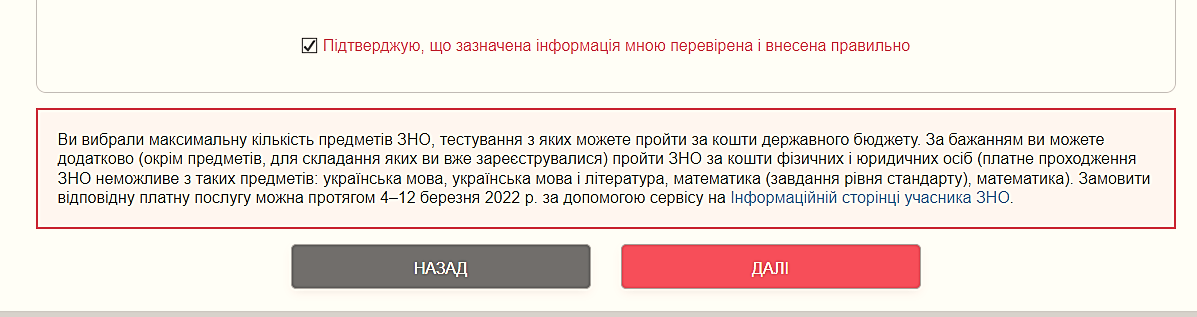 Підтверджую, що зазначена інформація мною перевірена і внесена правильно
Ви вибрали максимальну кількість предметів ЗНО, тестування з яких можете пройти за кошти державного бюджету. За бажанням ви можете
додатково (окрім предметів, для складання яких ви вже зареєструвалися) пройти ЗНО за кошти фізичних і юридичних осіб (платне проходження
ЗНО неможливе з таких предметів: українська мова, українська мова і література, математика (завдання рівня стандарту), математика). Замовити
відповідну платну послугу можна протягом 4–12 березня 2022 р. за допомогою сервісу на Інформаційній сторінці учасника ЗНО.
НАЗАД
ДАЛІ